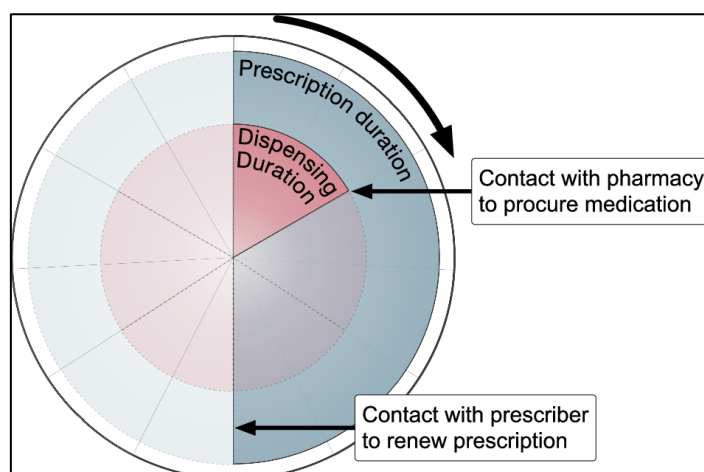 Prescription duration
Dispensing
Duration
Contact with pharmacy
to procure medication
Contact with prescriber
to renew prescription